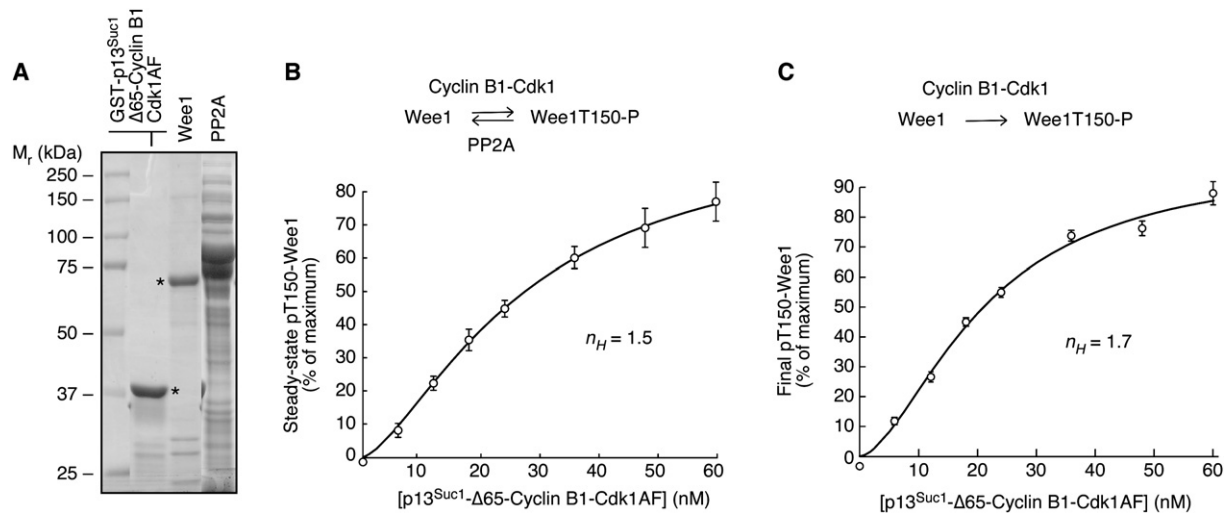 A
GST-p13Suc1
Δ65-Cyclin B1
Cdk1AF
Wee1
PP2A
Mr (kDa)
250
150
100
75
50
37
25
*
*
B
Cyclin B1-Cdk1
Wee1 ⇄ Wee1T150-P
PP2A
Steady-state pT150-Wee1
(% of maximum)
80
70
60
50
40
30
20
10
0
nH = 1.5
0 10 20 30 40 50 60
[p13Suc1-Δ65-Cyclin B1-Cdk1AF] (nM)
C
Cyclin B1-Cdk1
Wee1 → Wee1T150-P
Final pT150-Wee1
(% of maximum)
90
80
70
60
50
40
30
20
10
0
nH = 1.7
0 10 20 30 40 50 60
[p13Suc1-Δ65-Cyclin B1-Cdk1AF] (nM)